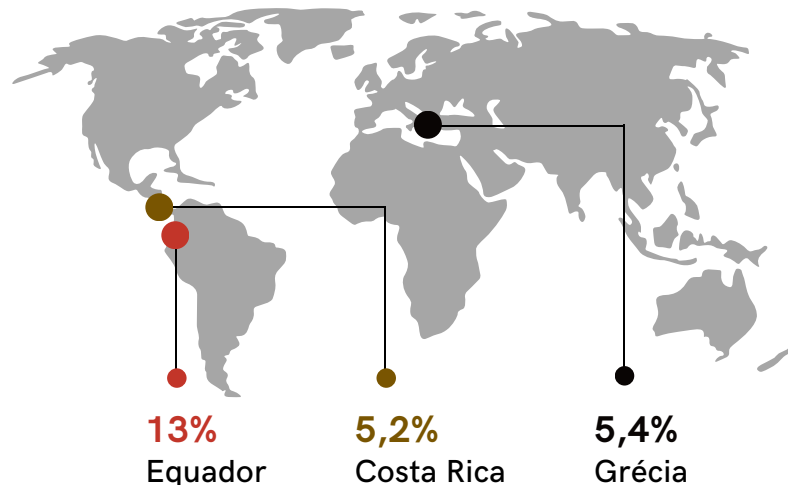 13%
Equador
5,2%
Costa Rica
5,4%
Grécia